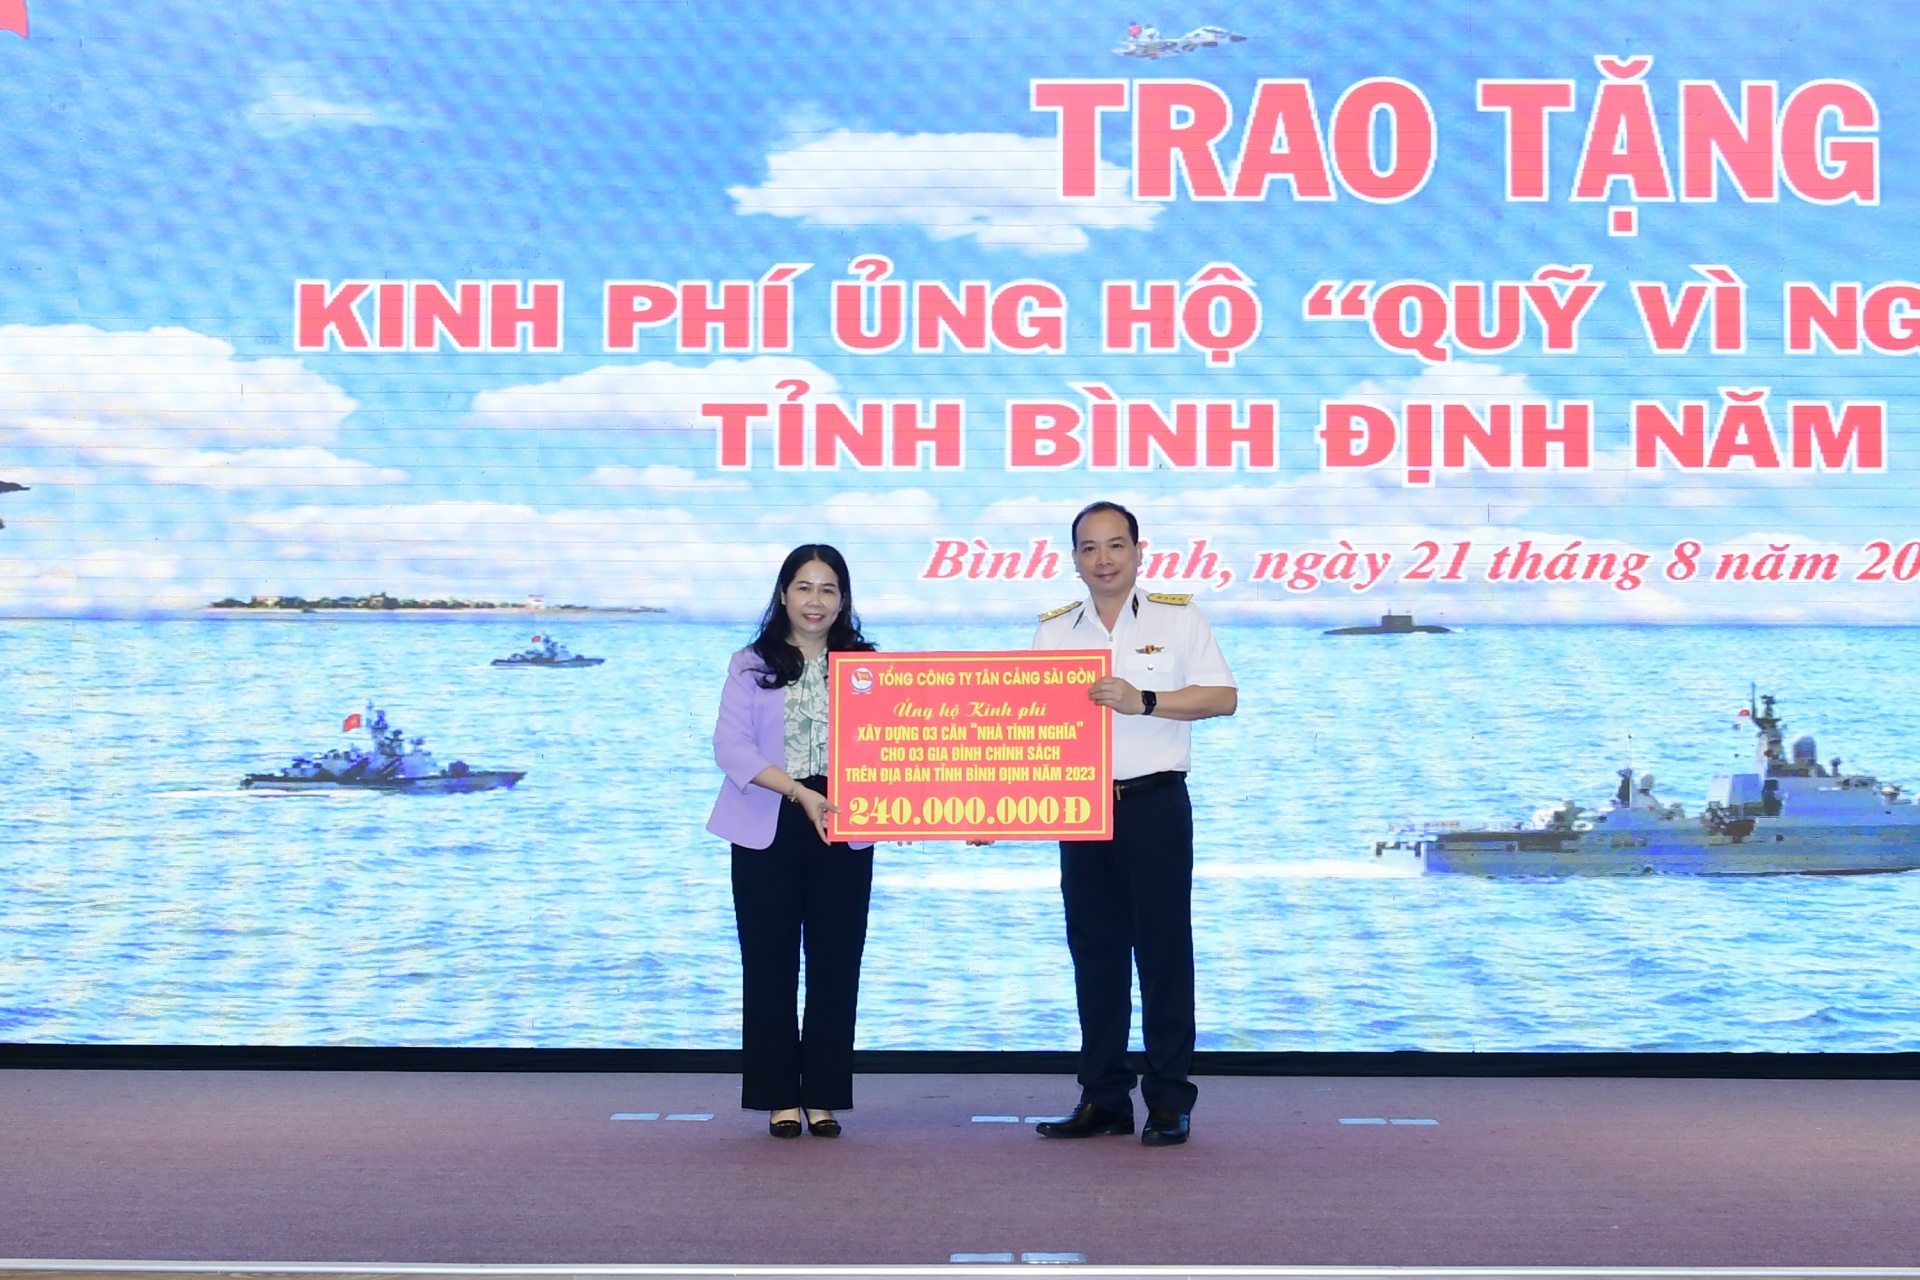 TRAO TẶNG
KINH PHÍ ỦNG HỘ “QUỸ VÌ NG
TỈNH BÌNH ĐỊNH NĂM
Bình ngày 21 tháng 8 năm 20
TỔNG CÔNG TY TÂN CẢNG SÀI GÒN
Ủng hộ Kinh phí
XÂY DỰNG 03 CĂN "NHÀ TÌNH NGHĨA"
CHO 03 GIA ĐÌNH CHÍNH SÁCH
TRÊN ĐỊA BÀN TỈNH BÌNH ĐỊNH NĂM 2023
240.000.000Đ